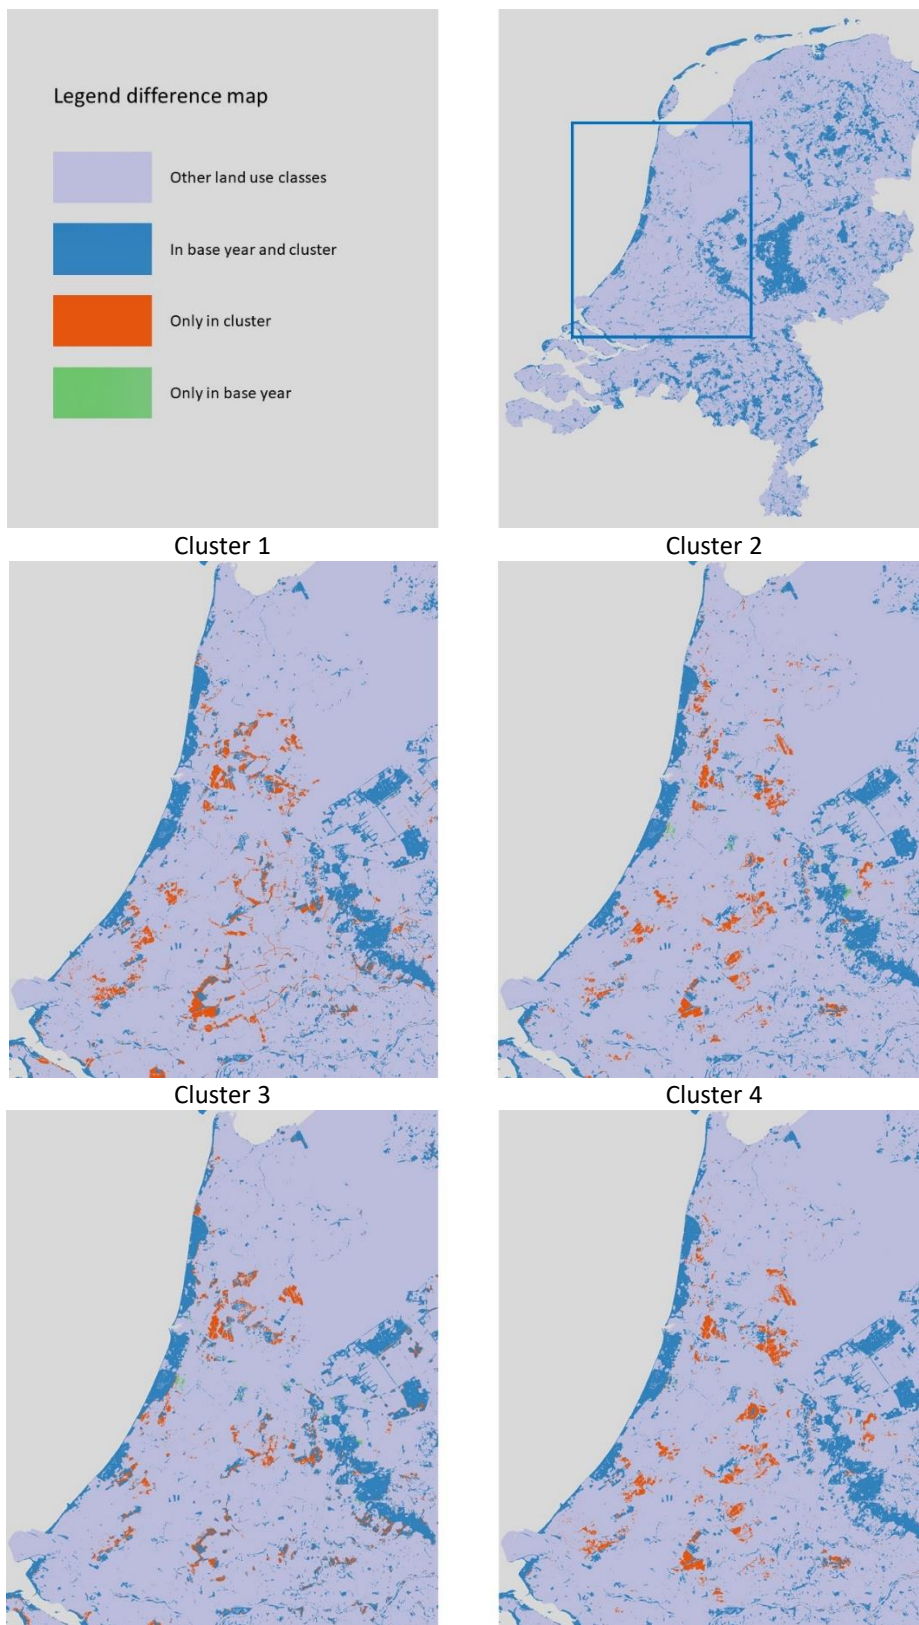 Legend difference map
Other land use classes
In base year and cluster
Only in cluster
Only in base year
Cluster 1
Cluster 2
Cluster 3
Cluster 4